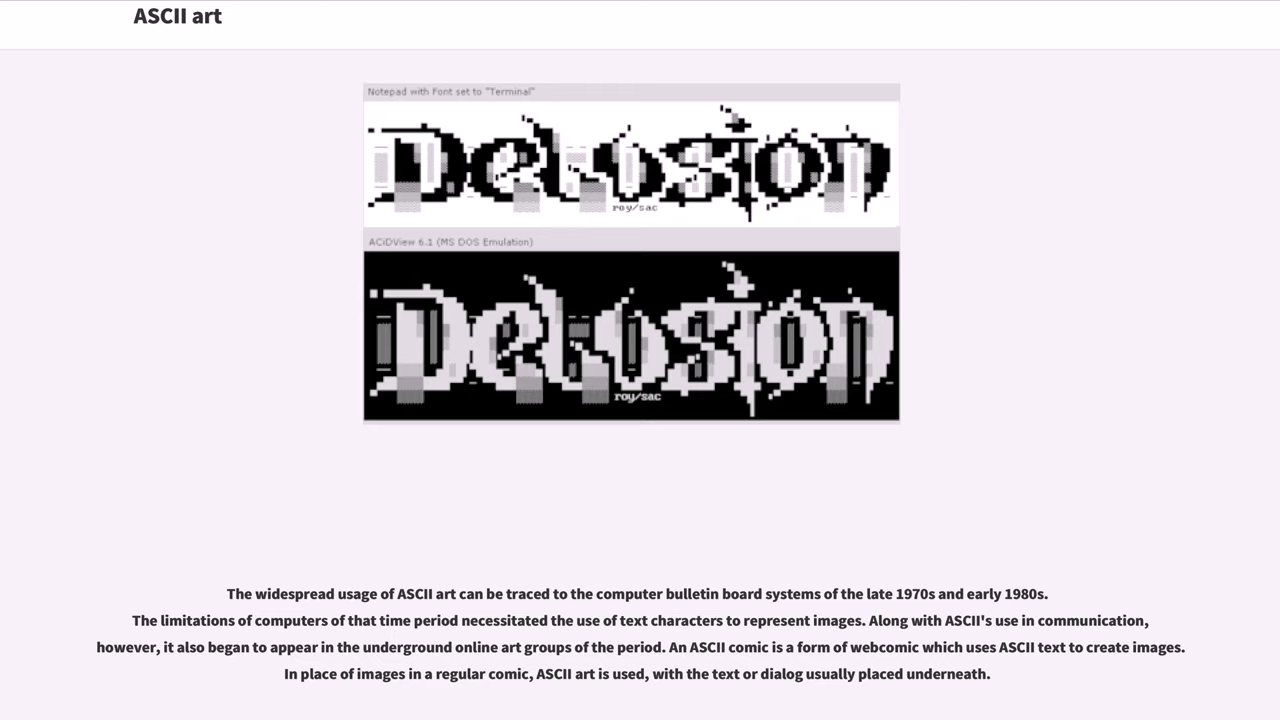 ASCII art
Notepad with Font set to "Terminal"
Delusion
roy/sac
ACiDView 6.1 (MS DOS Emulation)
Delusion
roy/sac
The widespread usage of ASCII art can be traced to the computer bulletin board systems of the late 1970s and early 1980s.
The limitations of computers of that time period necessitated the use of text characters to represent images. Along with ASCII's use in communication,
however, it also began to appear in the underground online art groups of the period. An ASCII comic is a form of webcomic which uses ASCII text to create images.
In place of images in a regular comic, ASCII art is used, with the text or dialog usually placed underneath.